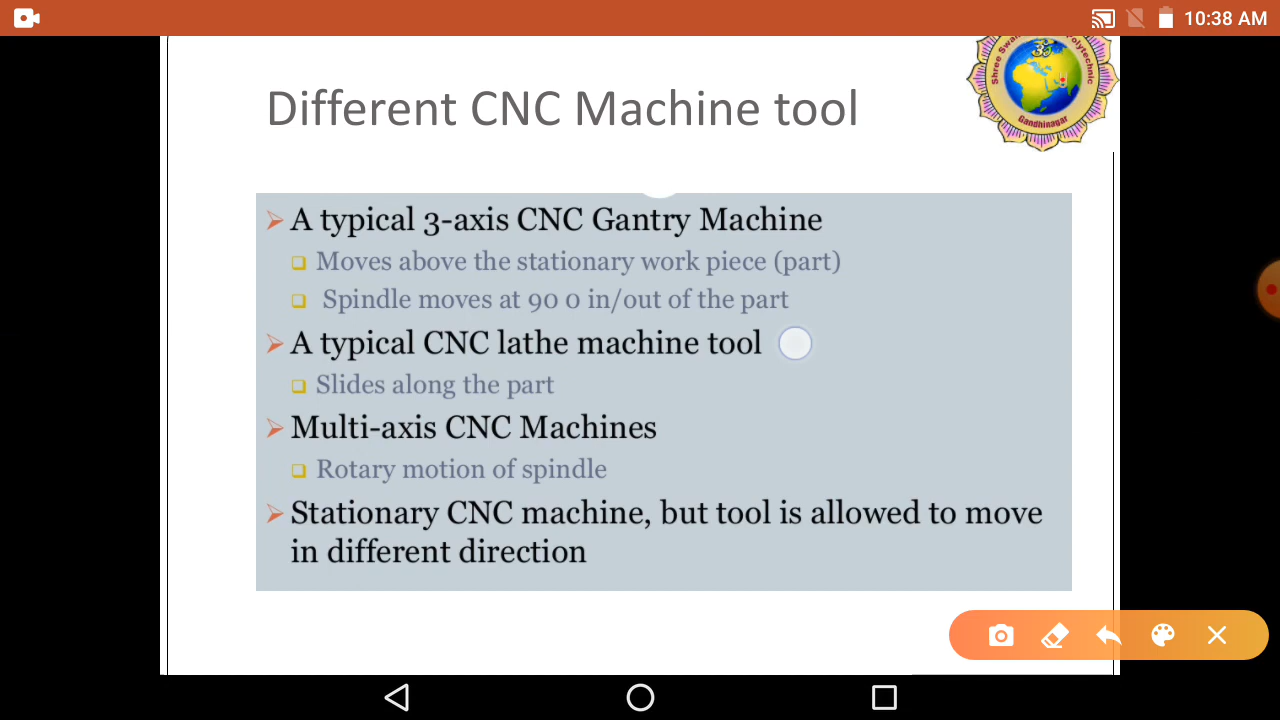 10:38 AM
Shree Swa Polytechnic
Gandhinagar
Different CNC Machine tool
A typical 3-axis CNC Gantry Machine
Moves above the stationary work piece (part)
Spindle moves at 90 0 in/out of the part
A typical CNC lathe machine tool
Slides along the part
Multi-axis CNC Machines
Rotary motion of spindle
Stationary CNC machine, but tool is allowed to move
in different direction